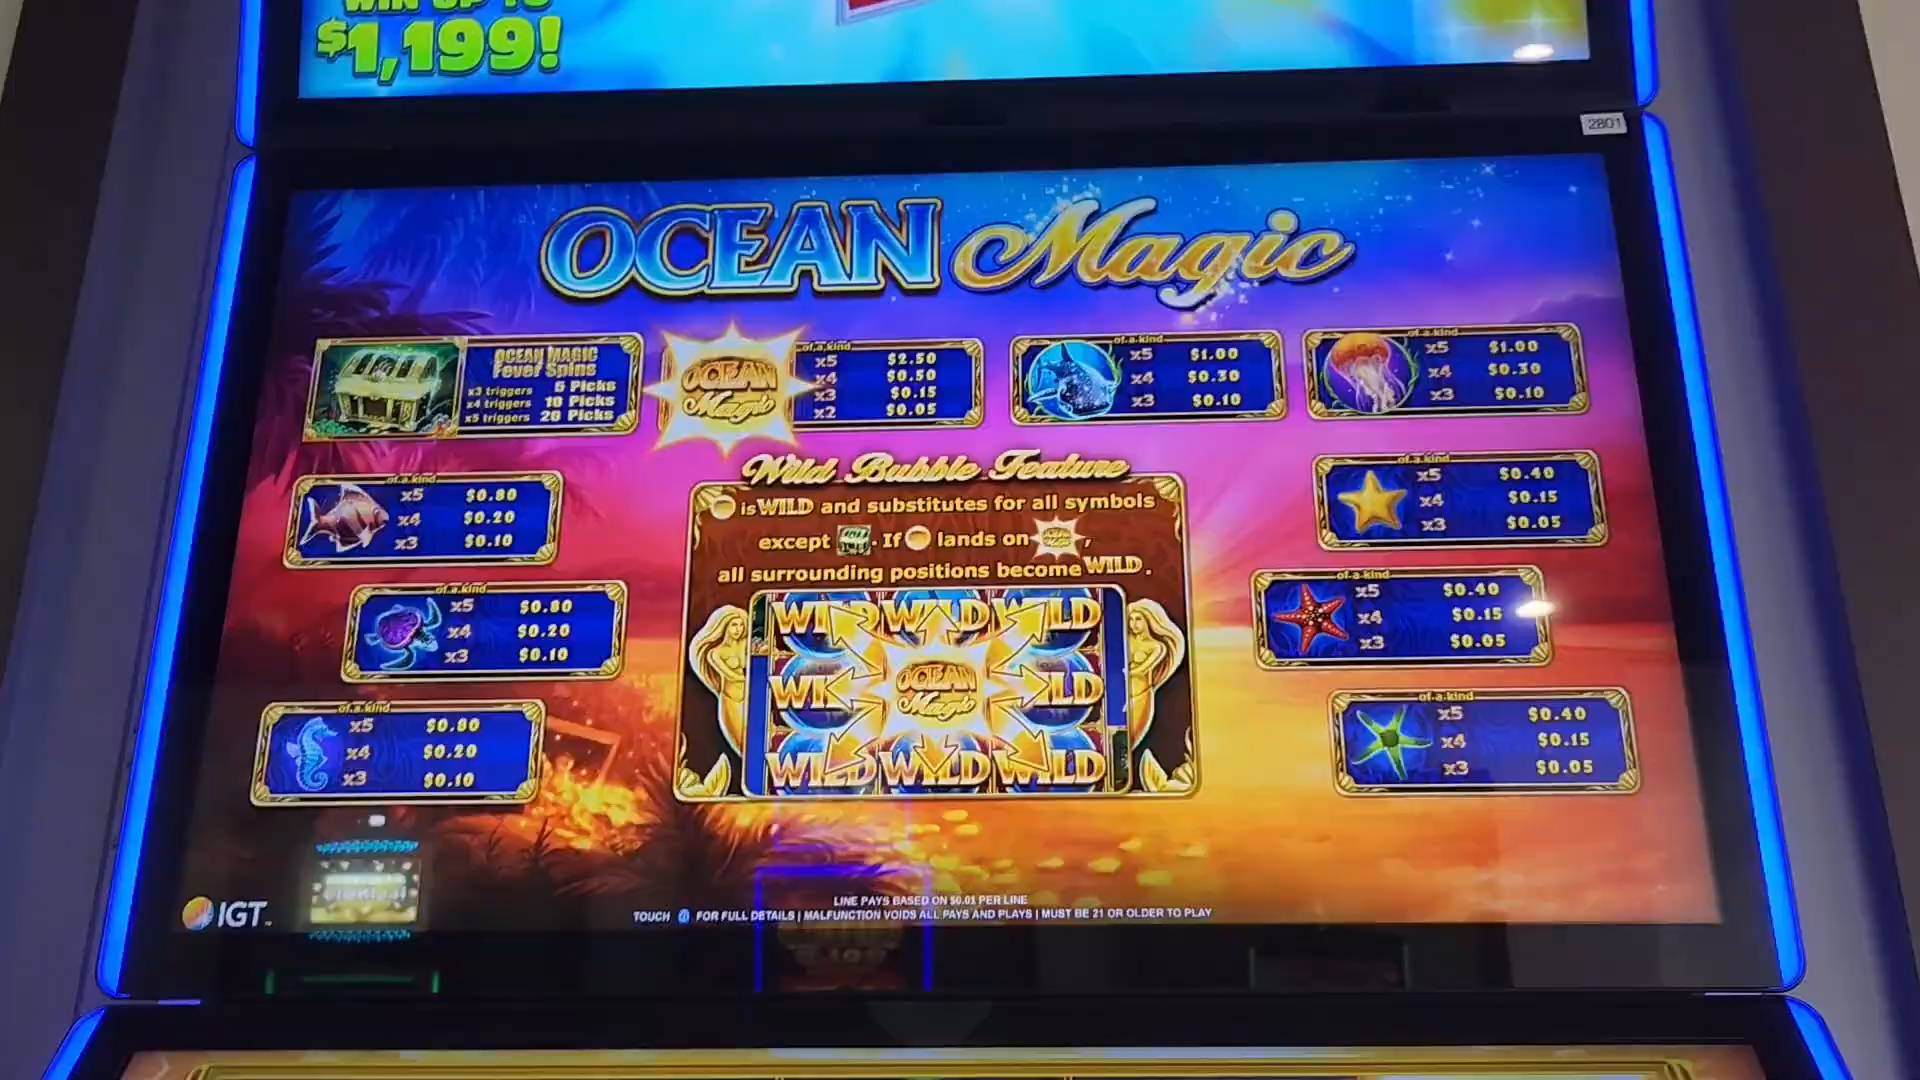 WIN UP TO
$1,199!
2801
OCEAN Magic
OCEAN MAGIC
Fever Spins
x3 triggers 5 Picks
x4 triggers 10 Picks
x5 triggers 20 Picks
OCEAN
Magic
of a kind
x5 $2.50
x4 $0.50
x3 $0.15
x2 $0.05
of a kind
x5 $1.00
x4 $0.30
x3 $0.10
of a kind
x5 $1.00
x4 $0.30
x3 $0.10
of a kind
x5 $0.80
x4 $0.20
x3 $0.10
of a kind
x5 $0.80
x4 $0.20
x3 $0.10
of a kind
x5 $0.80
x4 $0.20
x3 $0.10
Wild Bubble Feature
is WILD and substitutes for all symbols
except . If lands on ,
all surrounding positions become WILD.
WILD WILD WILD
WI OCEAN LD
Magic
WILD WILD WILD
of a kind
x5 $0.40
x4 $0.15
x3 $0.05
of a kind
x5 $0.40
x4 $0.15
x3 $0.05
of a kind
x5 $0.40
x4 $0.15
x3 $0.05
IGT
LINE PAYS BASED ON $0.01 PER LINE
TOUCH FOR FULL DETAILS | MALFUNCTION VOIDS ALL PAYS AND PLAYS | MUST BE 21 OR OLDER TO PLAY